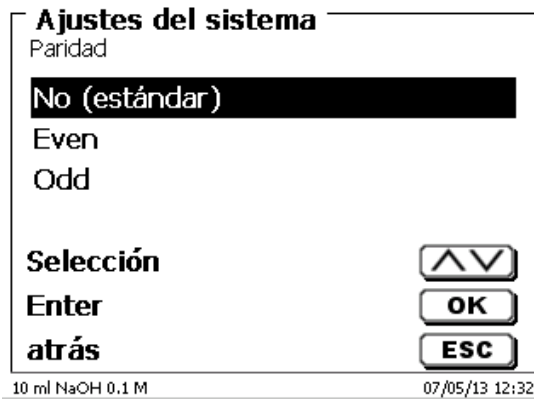 Ajustes del sistema
Paridad
No (estándar)
Even
Odd
Selección
Enter OK
atrás ESC
10 ml NaOH 0.1 M 07/05/13 12:32